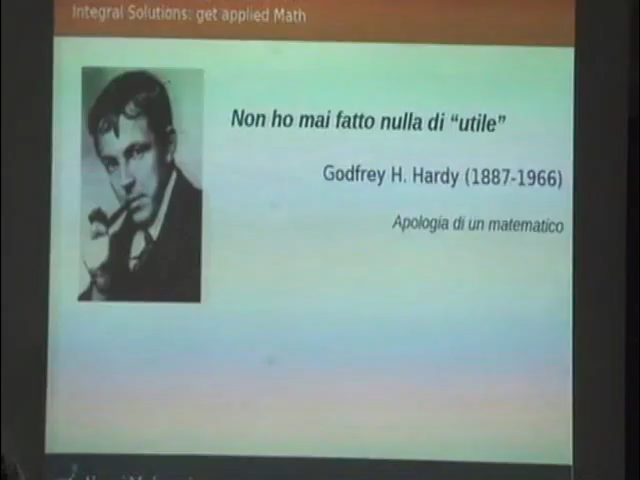 Integral Solutions: get applied Math
Non ho mai fatto nulla di “utile”
Godfrey H. Hardy (1887-1966)
Apologia di un matematico